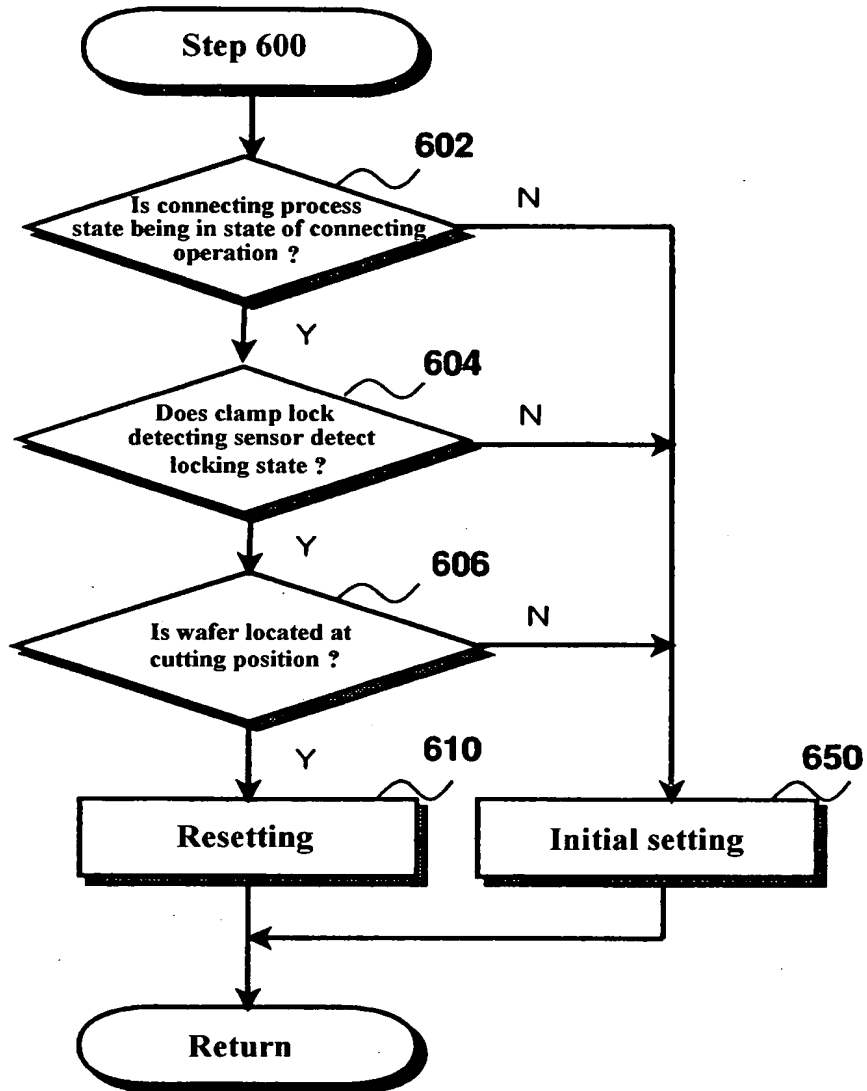 Step 600
602
Is connecting process
state being in state of connecting
operation ?
N
Y
604
Does clamp lock
detecting sensor detect
locking state ?
N
Y
606
Is wafer located at
cutting position ?
N
Y
610
Resetting
650
Initial setting
Return